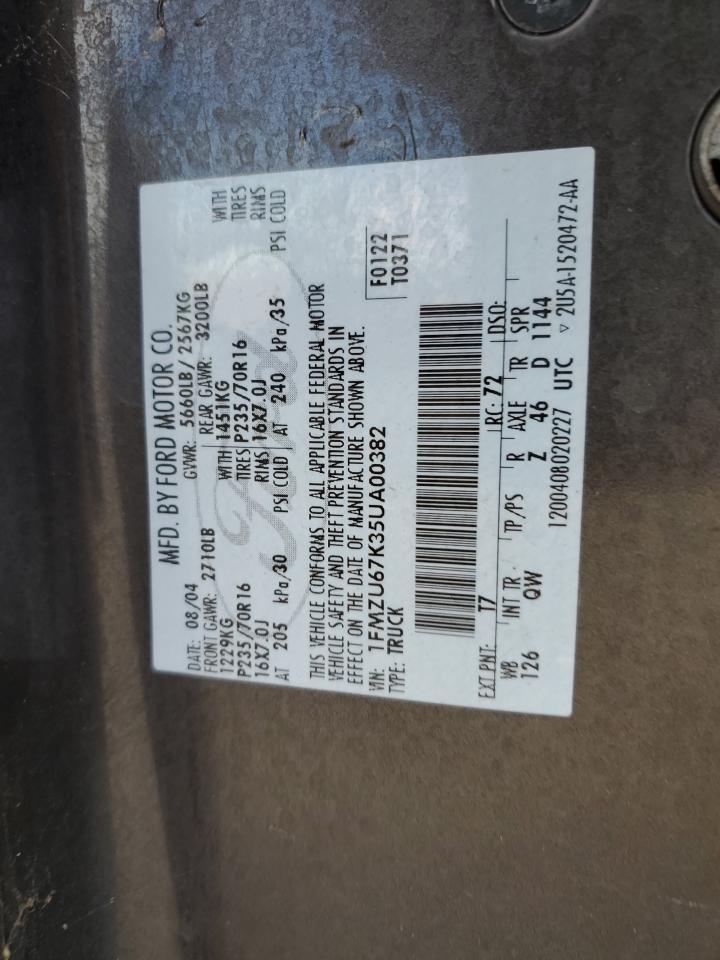 MFD. BY FORD MOTOR CO.
DATE: 08/04 GVWR: 5660LB/ 2567KG
FRONT GAWR: 2710LB REAR GAWR: 3200LB
1229KG WITH 1451KG WITH
P235/70R16 TIRES P235/70R16 TIRES
16X7.0J RIMS 16X7.0J RIMS
AT 205 kPa/30 PSI COLD AT 240 kPa/35 PSI COLD
Ford
THIS VEHICLE CONFORMS TO ALL APPLICABLE FEDERAL MOTOR
VEHICLE SAFETY AND THEFT PREVENTION STANDARDS IN
EFFECT ON THE DATE OF MANUFACTURE SHOWN ABOVE.
VIN: 1FMZU67K35UA00382 F0122
TYPE: TRUCK T0371
EXT PNT: T7 RC: 72 DSO:
WB INT TR TP/PS R AXLE TR SPR
126 QW Z 46 D 1144
1200408020227 UTC ▽ 2U5A-1520472-AA